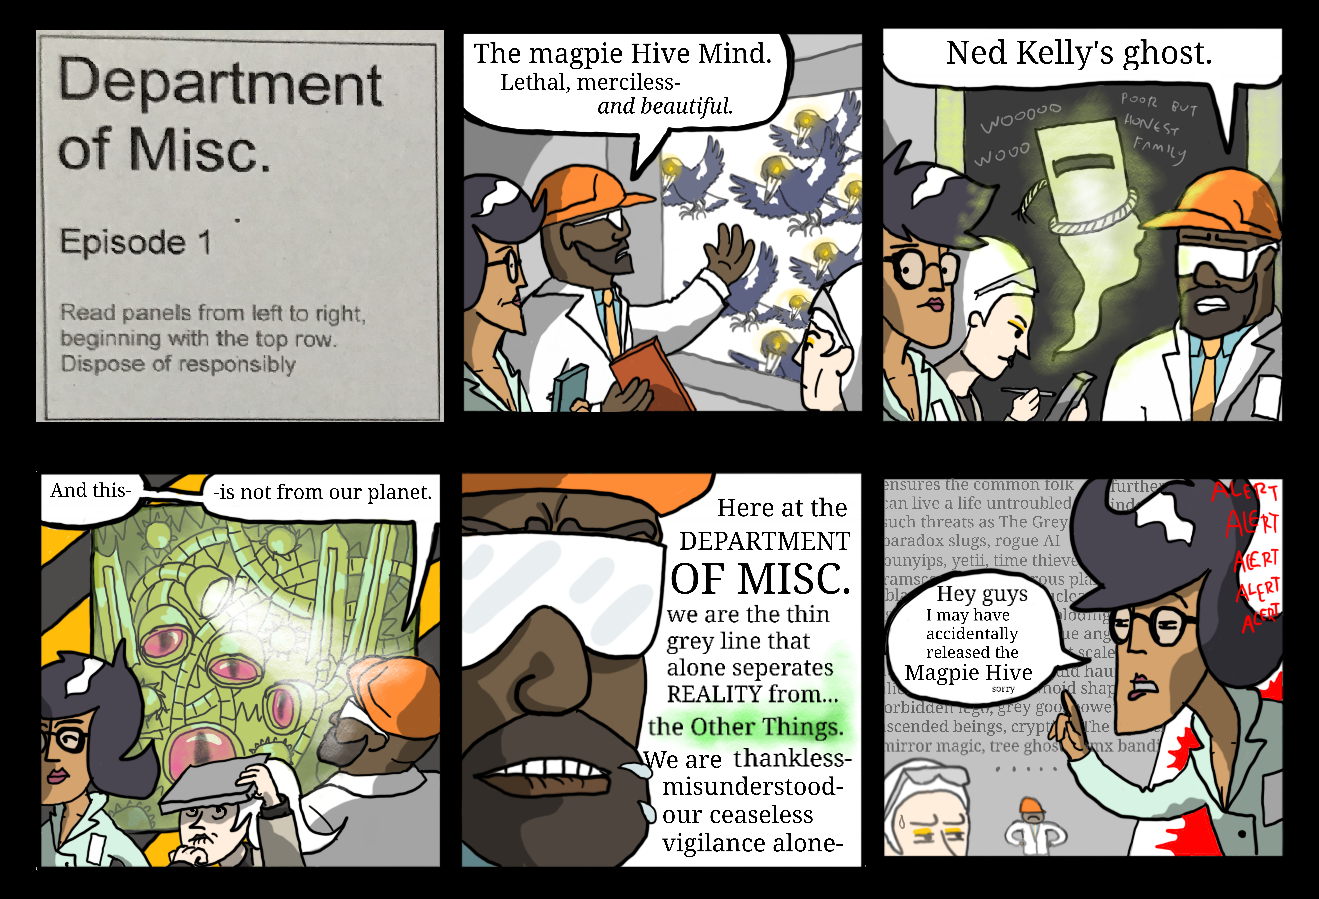 Department
of Misc.
Episode 1
Read panels from left to right,
beginning with the top row.
Dispose of responsibly
The magpie Hive Mind.
Lethal, merciless-
and beautiful.
Ned Kelly's ghost.
WOOOOO
WOOO
POOR BUT
HONEST
FAMILY
And this-
-is not from our planet.
Here at the
DEPARTMENT
OF MISC.
we are the thin
grey line that
alone seperates
REALITY from...
the Other Things.
We are thankless-
misunderstood-
our ceaseless
vigilance alone-
ensures the common folk
can live a life untroubled
such threats as The Grey
paradox slugs, rogue AI
bunyips, yetii, time thieve
further
ALERT
ALERT
ALERT
ALERT
ALERT
Hey guys
I may have
accidentally
released the
Magpie Hive
sorry
forbidden lego, grey goo, powe
ascended beings, crypt The
mirror magic, tree ghost mx bandi